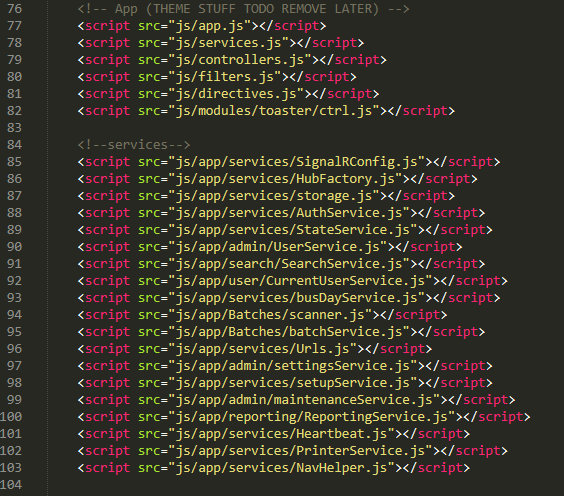 76 <!-- App (THEME STUFF TODO REMOVE LATER) -->
77 <script src="js/app.js"></script>
78 <script src="js/services.js"></script>
79 <script src="js/controllers.js"></script>
80 <script src="js/filters.js"></script>
81 <script src="js/directives.js"></script>
82 <script src="js/modules/toaster/ctrl.js"></script>
83
84 <!--services-->
85 <script src="js/app/services/SignalRConfig.js"></script>
86 <script src="js/app/services/HubFactory.js"></script>
87 <script src="js/app/services/storage.js"></script>
88 <script src="js/app/services/AuthService.js"></script>
89 <script src="js/app/services/StateService.js"></script>
90 <script src="js/app/admin/UserService.js"></script>
91 <script src="js/app/search/SearchService.js"></script>
92 <script src="js/app/user/CurrentUserService.js"></script>
93 <script src="js/app/services/busDayService.js"></script>
94 <script src="js/app/Batches/scanner.js"></script>
95 <script src="js/app/Batches/batchService.js"></script>
96 <script src="js/app/services/Urls.js"></script>
97 <script src="js/app/admin/settingsService.js"></script>
98 <script src="js/app/services/setupService.js"></script>
99 <script src="js/app/admin/maintenanceService.js"></script>
100 <script src="js/app/reporting/ReportingService.js"></script>
101 <script src="js/app/services/Heartbeat.js"></script>
102 <script src="js/app/services/PrinterService.js"></script>
103 <script src="js/app/services/NavHelper.js"></script>
104